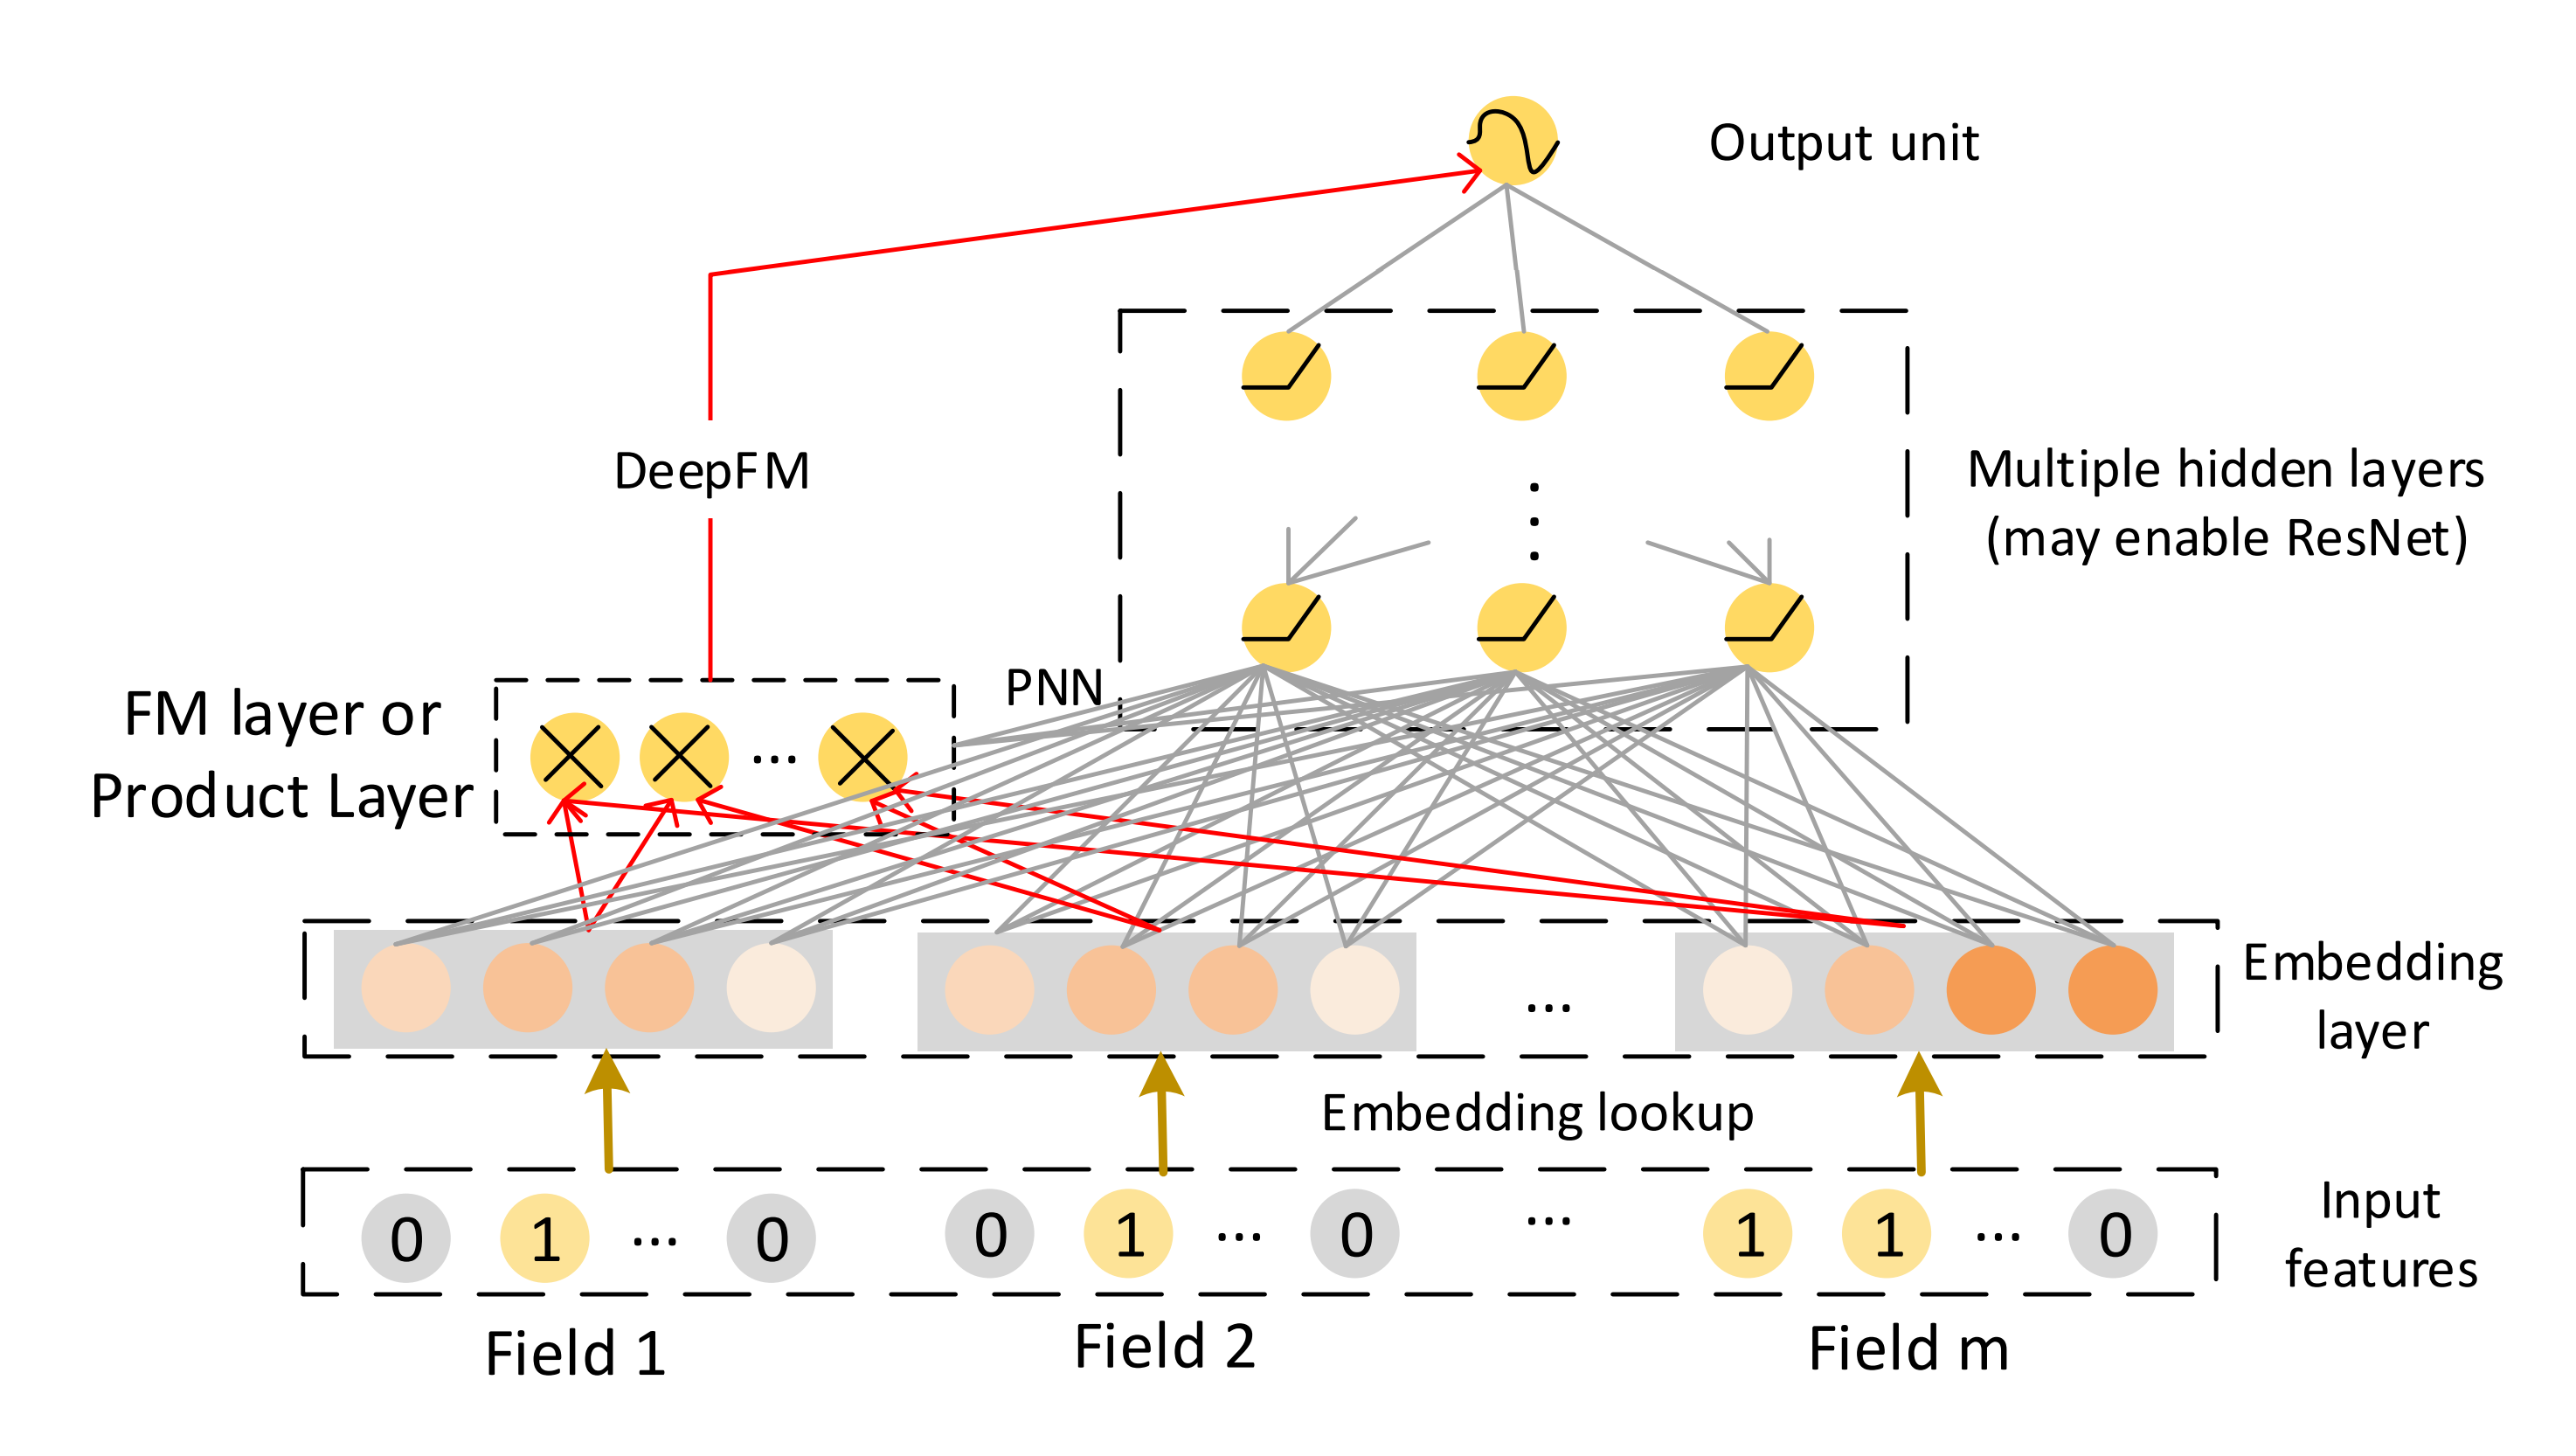 Output unit
DeepFM
Multiple hidden layers
(may enable ResNet)
PNN
FM layer or
Product Layer
...
...
Embedding
layer
Embedding lookup
0 1 ... 0 0 1 ... 0 ... 1 1 ... 0
Input
features
Field 1 Field 2 Field m